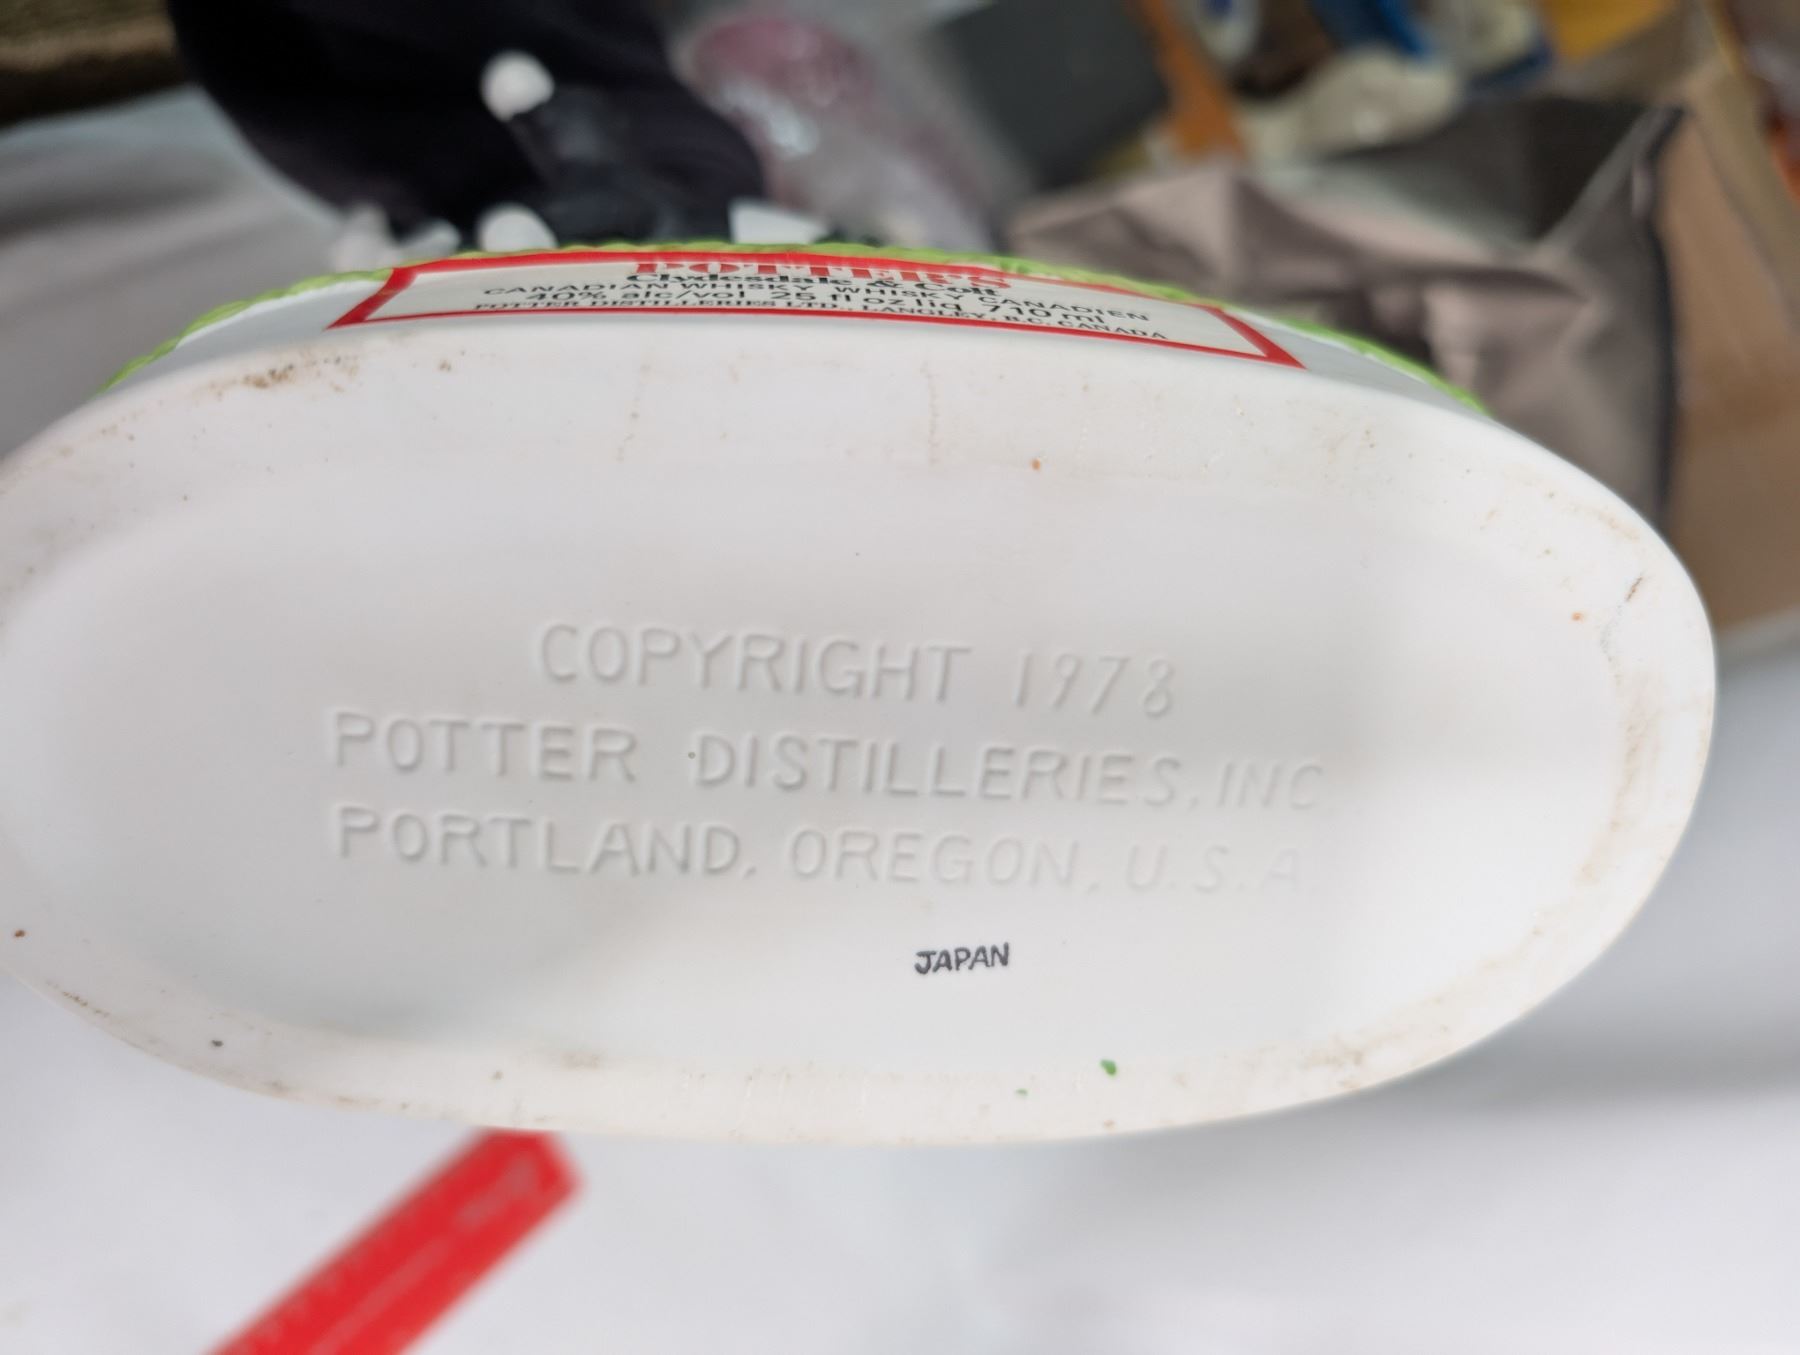 POTTER'S
Clydesdale & Colt
CANADIAN WHISKY WHISKY CANADIEN
40% alc/vol 25 fl oz liq 710 ml
POTTER DISTILLERIES LTD., LANGLEY, B.C. CANADA
COPYRIGHT 1978
POTTER DISTILLERIES, INC.
PORTLAND, OREGON, U.S.A.
JAPAN